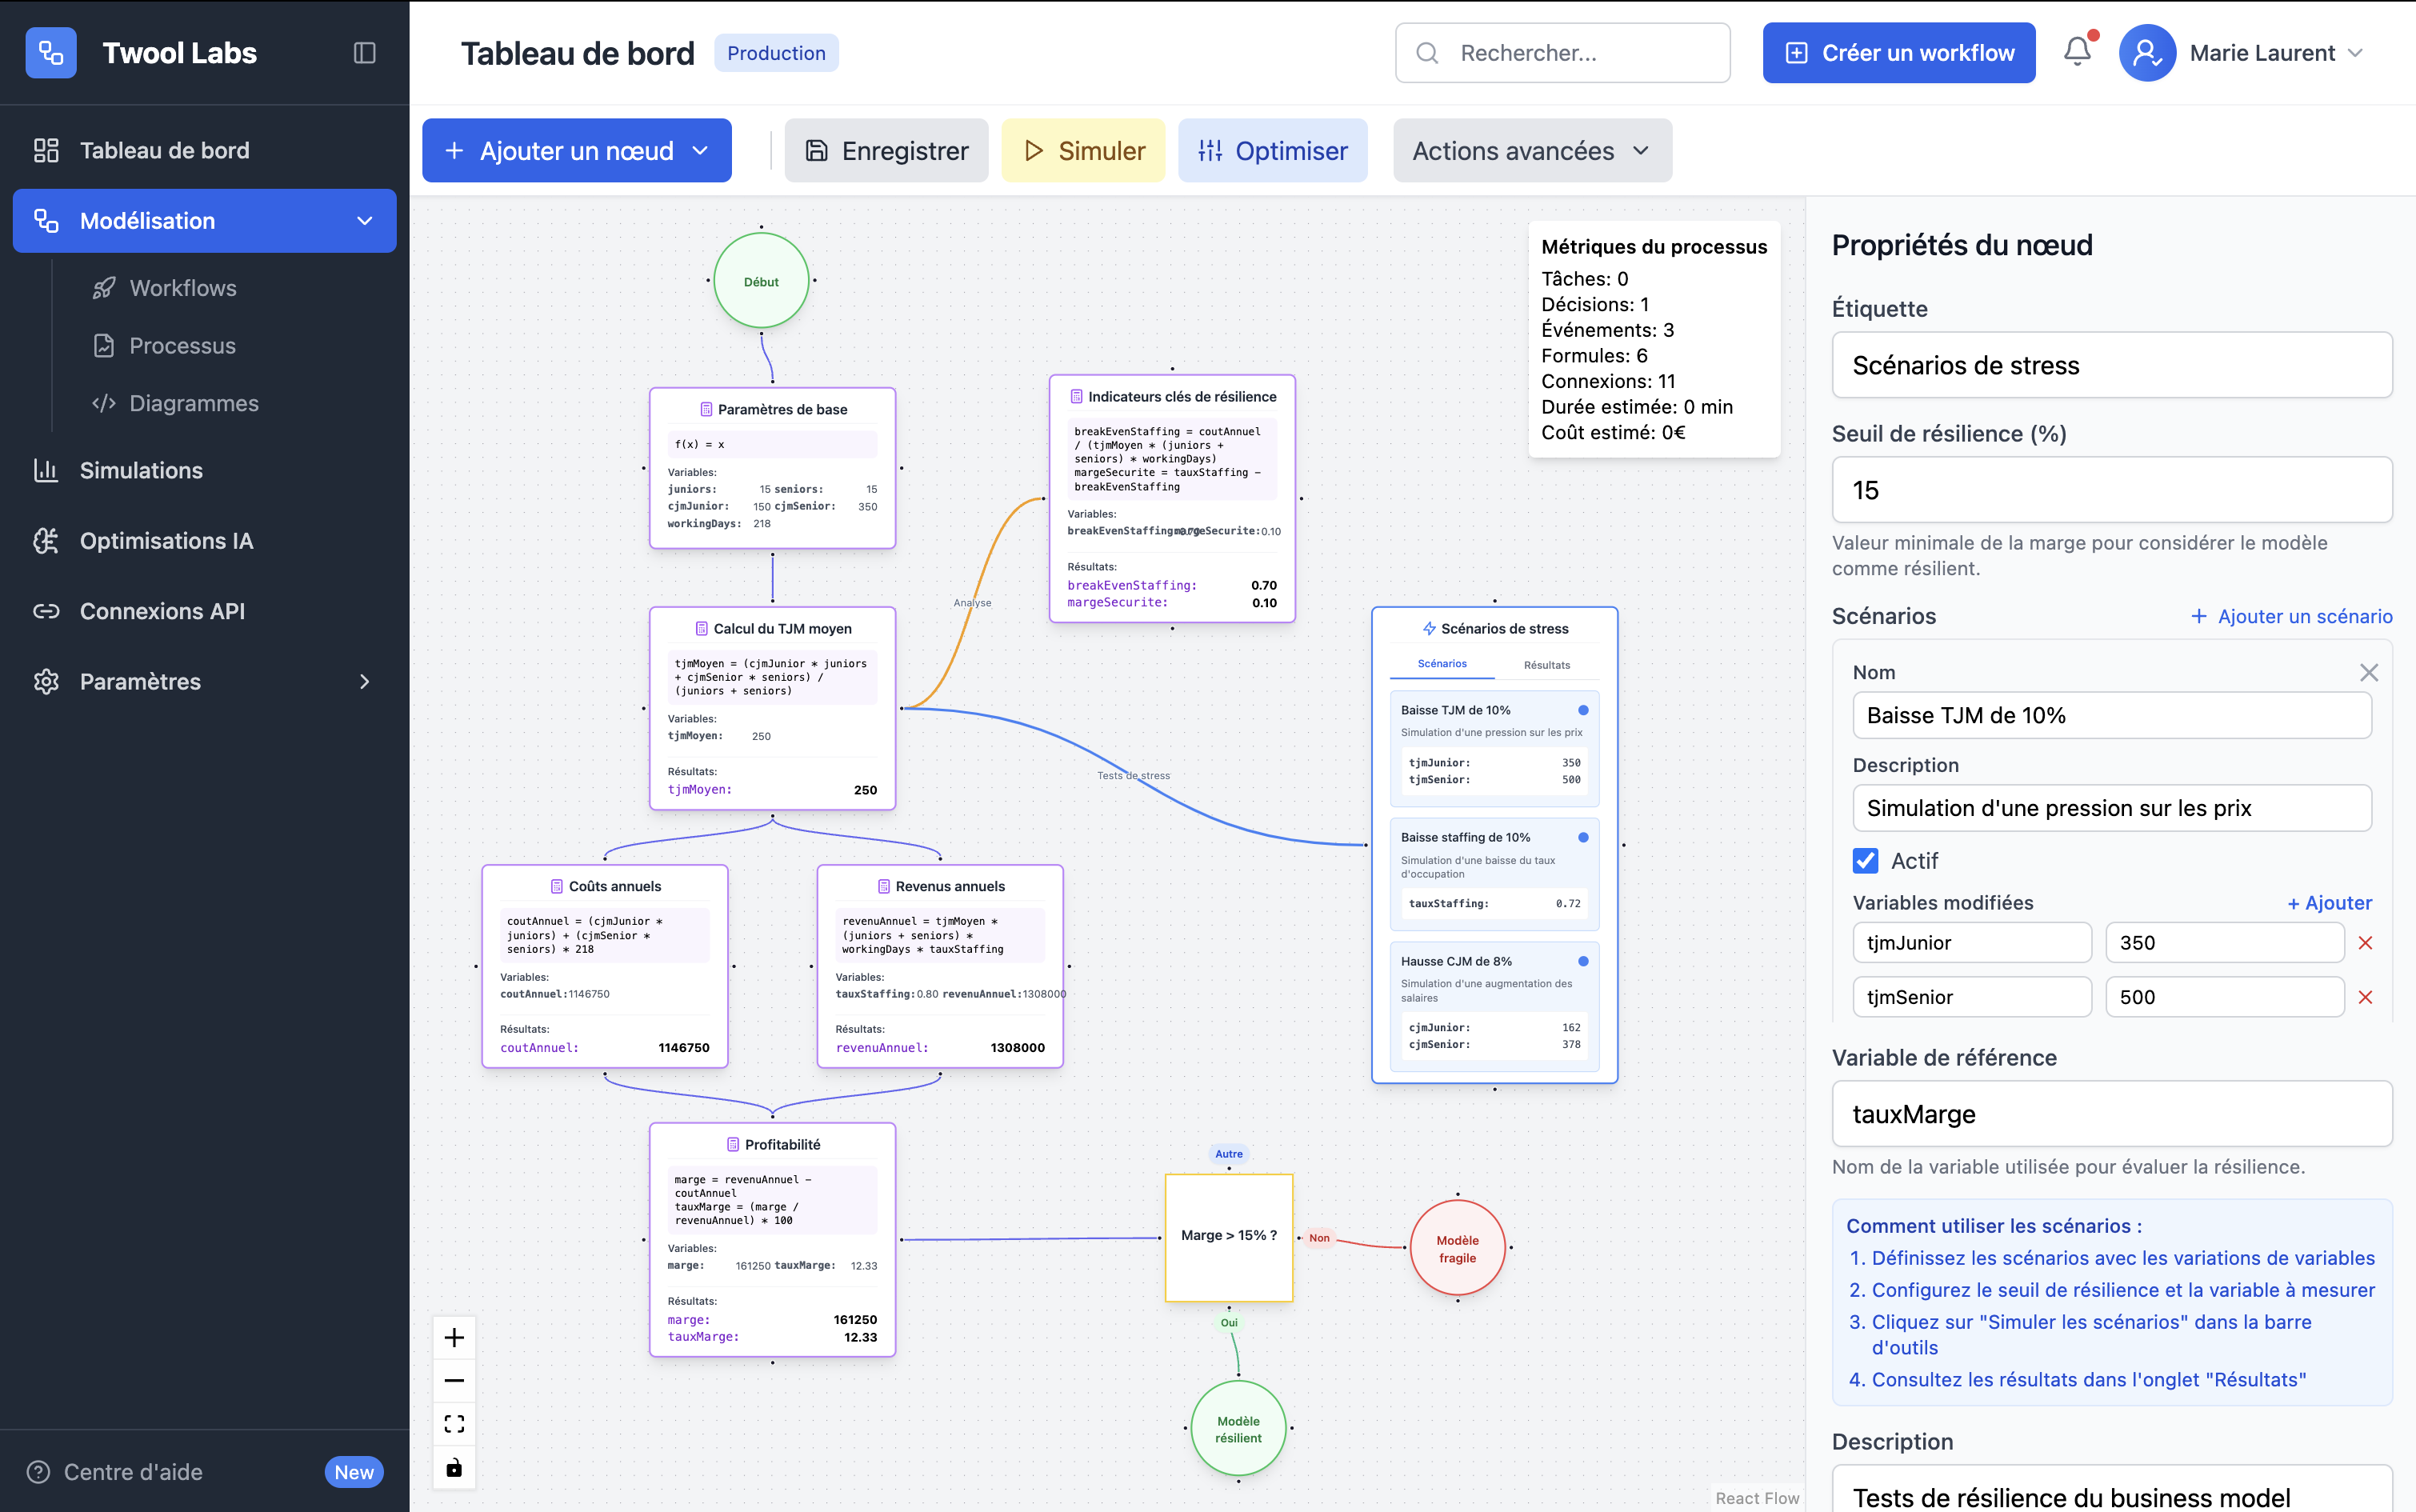 Twool Labs
Tableau de bord
Modélisation
Workflows
Processus
Diagrammes
Simulations
Optimisations IA
Connexions API
Paramètres
Centre d'aide
New
Tableau de bord
Production
Rechercher...
Créer un workflow
Marie Laurent
Ajouter un nœud
Enregistrer
Simuler
Optimiser
Actions avancées
Début
Paramètres de base
f(x) = x
Variables:
juniors: 15 seniors: 15
cjmJunior: 150 cjmSenior: 350
workingDays: 218
Calcul du TJM moyen
tjmMoyen = (cjmJunior * juniors
+ cjmSenior * seniors) /
(juniors + seniors)
Variables:
tjmMoyen: 250
Résultats:
tjmMoyen: 250
Analyse
Tests de stress
Indicateurs clés de résilience
breakEvenStaffing = coutAnnuel
/ (tjmMoyen * (juniors +
seniors) * workingDays)
margeSecurite = tauxStaffing –
breakEvenStaffing
Variables:
breakEvenStaffing: 0.70 margeSecurite: 0.10
Résultats:
breakEvenStaffing: 0.70
margeSecurite: 0.10
Coûts annuels
coutAnnuel = (cjmJunior *
juniors) + (cjmSenior *
seniors) * 218
Variables:
coutAnnuel: 1146750
Résultats:
coutAnnuel: 1146750
Revenus annuels
revenuAnnuel = tjmMoyen *
(juniors + seniors) *
workingDays * tauxStaffing
Variables:
tauxStaffing: 0.80 revenuAnnuel: 1308000
Résultats:
revenuAnnuel: 1308000
Profitabilité
marge = revenuAnnuel –
coutAnnuel
tauxMarge = (marge /
revenuAnnuel) * 100
Variables:
marge: 161250 tauxMarge: 12.33
Résultats:
marge: 161250
tauxMarge: 12.33
Métriques du processus
Tâches: 0
Décisions: 1
Événements: 3
Formules: 6
Connexions: 11
Durée estimée: 0 min
Coût estimé: 0€
Scénarios de stress
Scénarios
Résultats
Baisse TJM de 10%
Simulation d'une pression sur les prix
tjmJunior: 350
tjmSenior: 500
Baisse staffing de 10%
Simulation d'une baisse du taux
d'occupation
tauxStaffing: 0.72
Hausse CJM de 8%
Simulation d'une augmentation des
salaires
cjmJunior: 162
cjmSenior: 378
Autre
Marge > 15% ?
Non
Modèle
fragile
Oui
Modèle
résilient
React Flow
Propriétés du nœud
Étiquette
Scénarios de stress
Seuil de résilience (%)
15
Valeur minimale de la marge pour considérer le modèle
comme résilient.
Scénarios
+ Ajouter un scénario
Nom
Baisse TJM de 10%
Description
Simulation d'une pression sur les prix
Actif
Variables modifiées
+ Ajouter
tjmJunior 350
tjmSenior 500
Variable de référence
tauxMarge
Nom de la variable utilisée pour évaluer la résilience.
Comment utiliser les scénarios :
1. Définissez les scénarios avec les variations de variables
2. Configurez le seuil de résilience et la variable à mesurer
3. Cliquez sur "Simuler les scénarios" dans la barre
d'outils
4. Consultez les résultats dans l'onglet "Résultats"
Description
Tests de résilience du business model